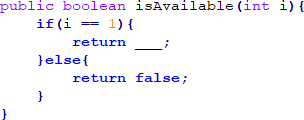 public boolean isAvailable(int i){
    if(i == 1){
        return ___;
    }else{
        return false;
    }
}